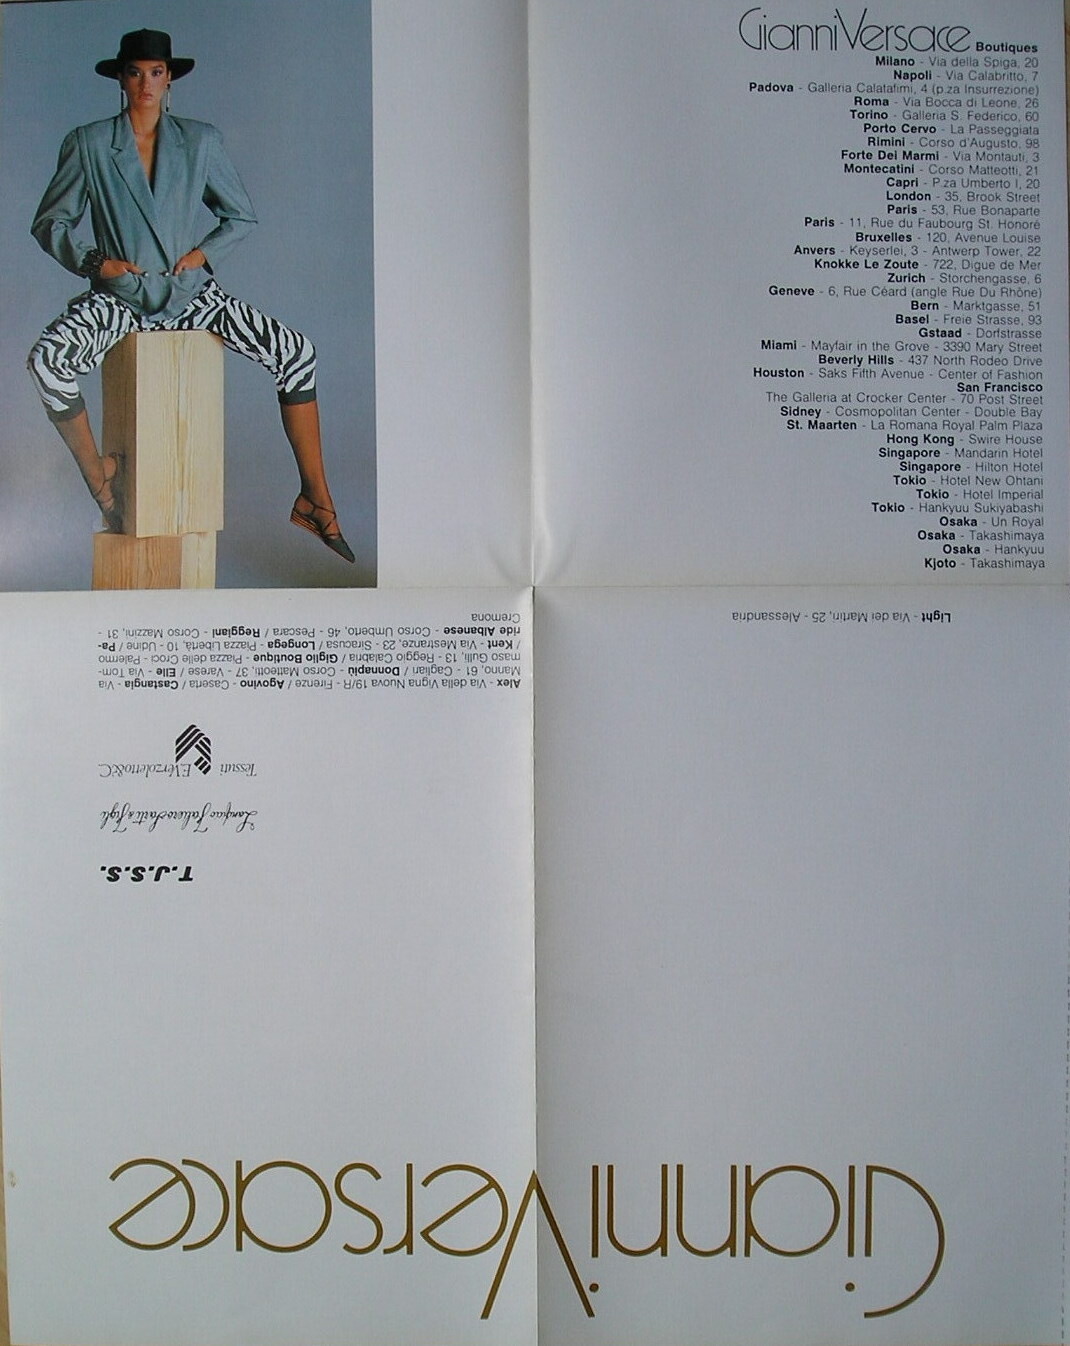 Gianni Versace Boutiques
Milano - Via della Spiga, 20
Napoli - Via Calabritto, 7
Padova - Galleria Calatafimi, 4 (p.za Insurrezione)
Roma - Via Bocca di Leone, 26
Torino - Galleria S. Federico, 60
Porto Cervo - La Passeggiata
Rimini - Corso d'Augusto, 98
Forte Dei Marmi - Via Montauti, 3
Montecatini - Corso Matteotti, 21
Capri - P.za Umberto I, 20
London - 35, Brook Street
Paris - 53, Rue Bonaparte
Paris - 11, Rue du Faubourg St. Honoré
Bruxelles - 120, Avenue Louise
Anvers - Keyserlei, 3 - Antwerp Tower, 22
Knokke Le Zoute - 722, Digue de Mer
Zurich - Storchengasse, 6
Geneve - 6, Rue Céard (angle Rue Du Rhône)
Bern - Marktgasse, 51
Basel - Freie Strasse, 93
Gstaad - Dorfstrasse
Miami - Mayfair in the Grove - 3390 Mary Street
Beverly Hills - 437 North Rodeo Drive
Houston - Saks Fifth Avenue - Center of Fashion
San Francisco
The Galleria at Crocker Center - 70 Post Street
Sidney - Cosmopolitan Center - Double Bay
St. Maarten - La Romana Royal Palm Plaza
Hong Kong - Swire House
Singapore - Mandarin Hotel
Singapore - Hilton Hotel
Tokio - Hotel New Ohtani
Tokio - Hotel Imperial
Tokio - Hankyuu Sukiyabashi
Osaka - Un Royal
Osaka - Takashimaya
Osaka - Hankyuu
Kjoto - Takashimaya
Light - Via dei Martiri, 25 - Alessandria
Gianni Versace
T.J.S.S.
Lanificio Faliero Sarti & Figli
Tessuti E.Verzoletto&C.
Alex - Via della Vigna Nuova 19/R - Firenze / Agovino - Caserta / Castangia - Via
Manno, 61 - Cagliari / Donnapiù - Corso Matteotti, 37 - Varese / Elle - Via Tom-
maso Gulli, 13 - Reggio Calabria / Giglio Boutique - Piazza delle Croci - Palermo
/ Kent - Via Mestranze, 23 - Siracusa / Longega - Piazza Libertà, 10 - Udine / Pa-
ride Albanese - Corso Umberto, 46 - Pescara / Reggiani - Corso Mazzini, 31 -
Cremona